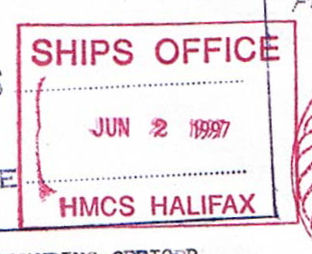 SHIPS OFFICE
JUN 2 1997
E
HMCS HALIFAX